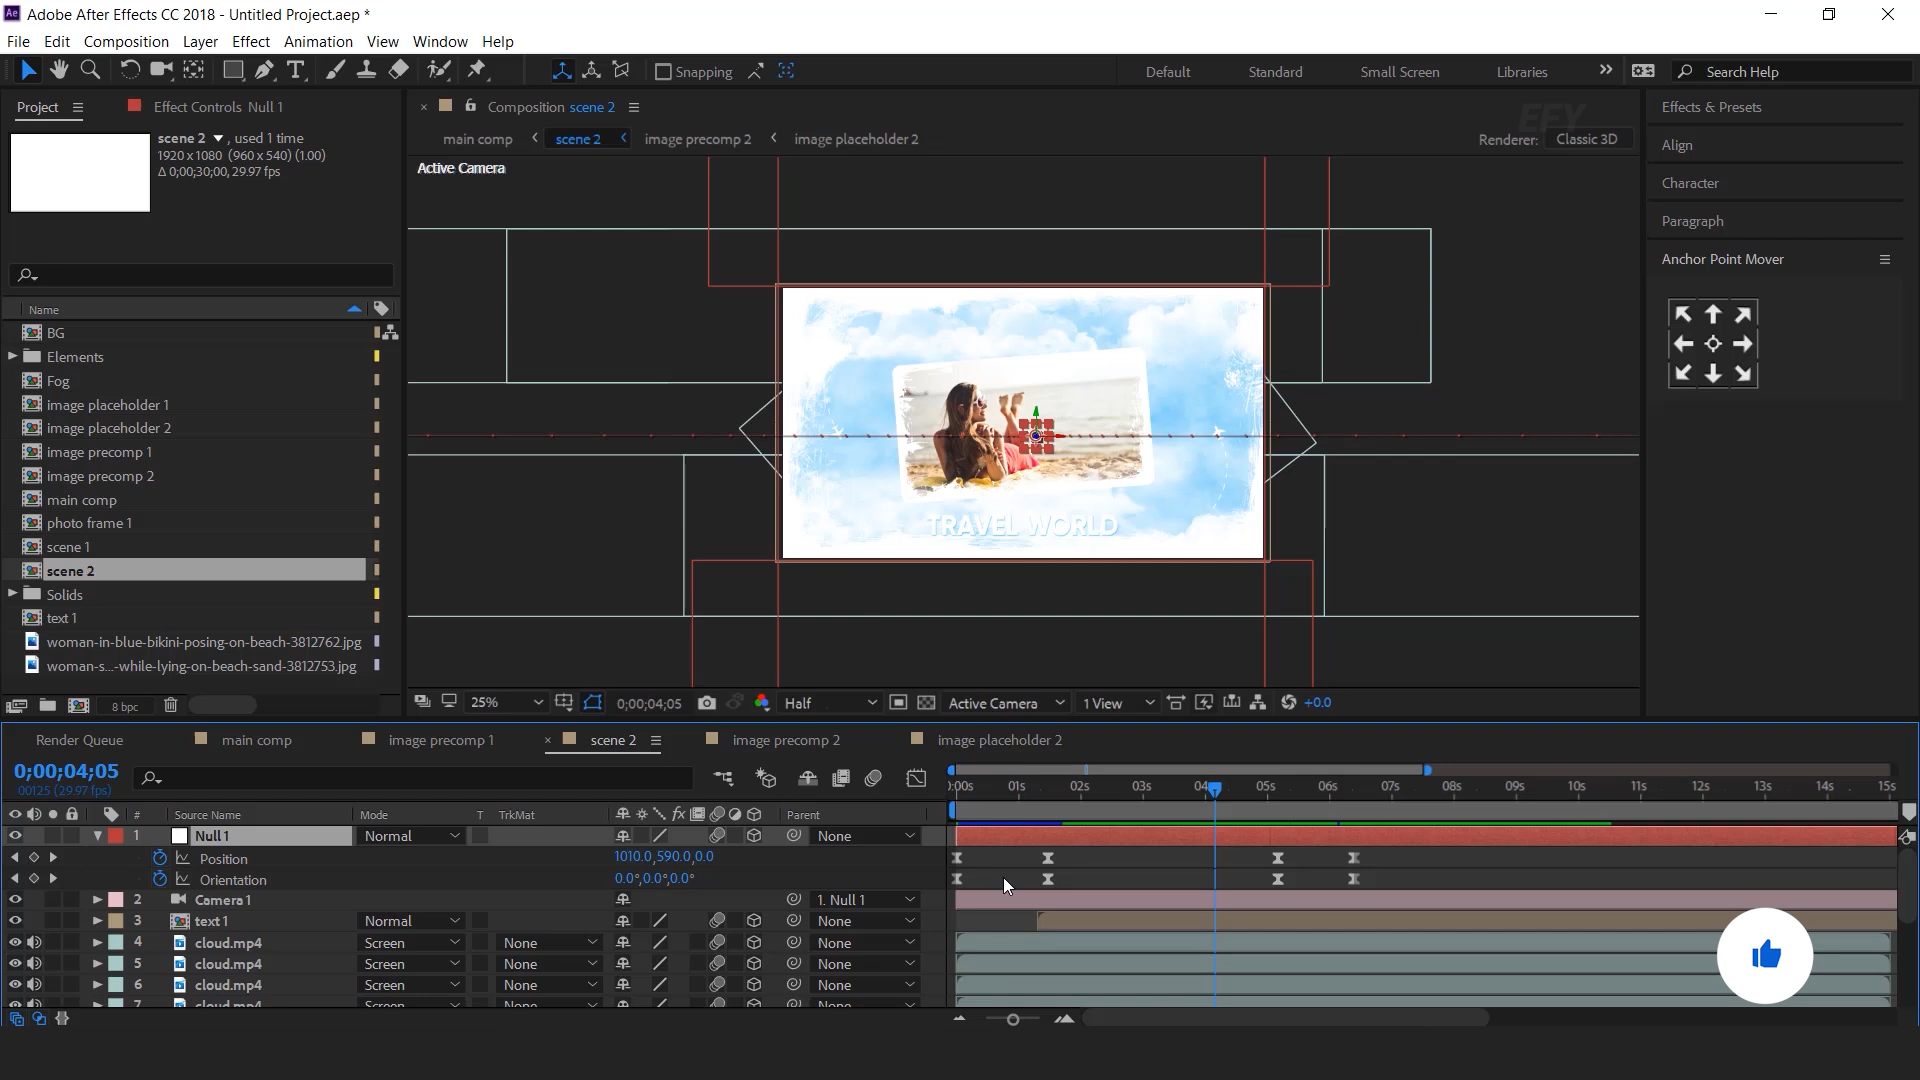 Adobe After Effects CC 2018 - Untitled Project.aep *
File Edit Composition Layer Effect Animation View Window Help
Snapping
Default Standard Small Screen Libraries Search Help
Project Effect Controls Null 1
Composition scene 2
Effects & Presets
EFY
scene 2 , used 1 time
1920 x 1080 (960 x 540) (1.00)
Δ 0;00;30;00, 29.97 fps
main comp scene 2 image precomp 2 image placeholder 2
Renderer: Classic 3D
Align
Active Camera
Character
Paragraph
Anchor Point Mover
Name
BG
Elements
Fog
image placeholder 1
image placeholder 2
image precomp 1
image precomp 2
main comp
photo frame 1
scene 1
scene 2
Solids
text 1
woman-in-blue-bikini-posing-on-beach-3812762.jpg
woman-s...-while-lying-on-beach-sand-3812753.jpg
TRAVEL WORLD
8 bpc
25% 0;00;04;05 Half Active Camera 1 View +0.0
Render Queue main comp image precomp 1 scene 2 image precomp 2 image placeholder 2
0;00;04;05
00125 (29.97 fps)
:00s 01s 02s 03s 04 05s 06s 07s 08s 09s 10s 11s 12s 13s 14s 15s
# Source Name Mode T TrkMat fx Parent
1 Null 1 Normal None
Position 1010.0,590.0,0.0
Orientation 0.0°,0.0°,0.0°
2 Camera 1 1. Null 1
3 text 1 Normal None
4 cloud.mp4 Screen None None
5 cloud.mp4 Screen None None
6 cloud.mp4 Screen None None
7 cloud.mp4 Screen None None